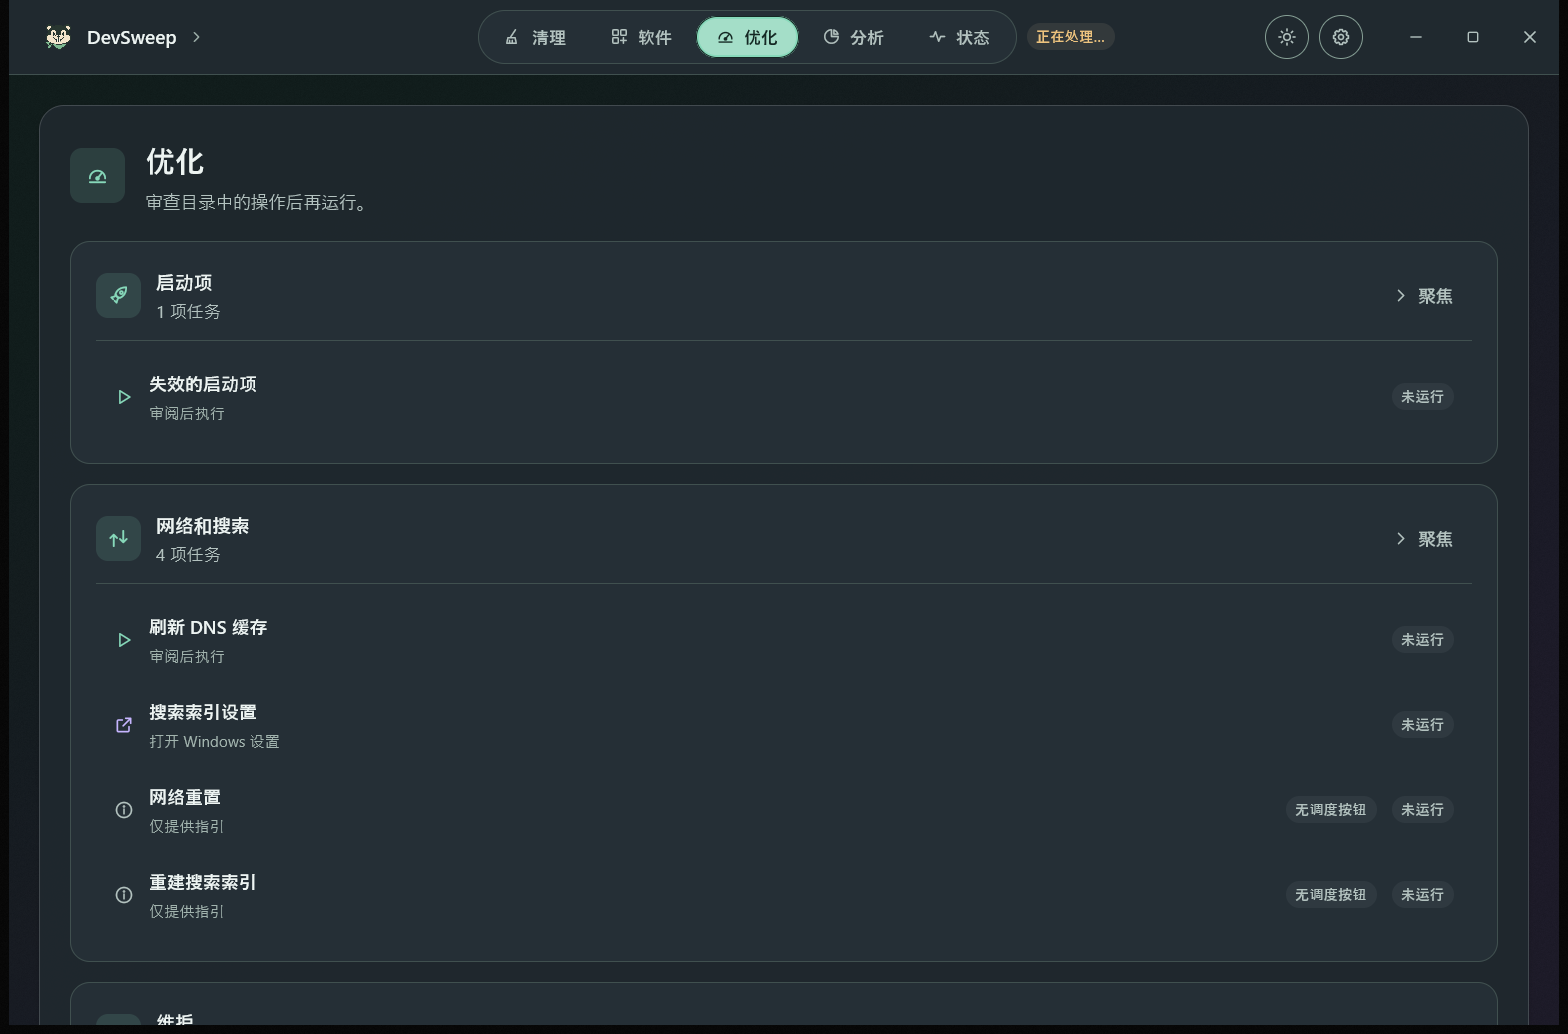 DevSweep
清理
软件
优化
分析
状态
正在处理...
优化
审查目录中的操作后再运行。
启动项
1 项任务
聚焦
失效的启动项
审阅后执行
未运行
网络和搜索
4 项任务
聚焦
刷新 DNS 缓存
审阅后执行
未运行
搜索索引设置
打开 Windows 设置
未运行
网络重置
仅提供指引
无调度按钮
未运行
重建搜索索引
仅提供指引
无调度按钮
未运行
维护